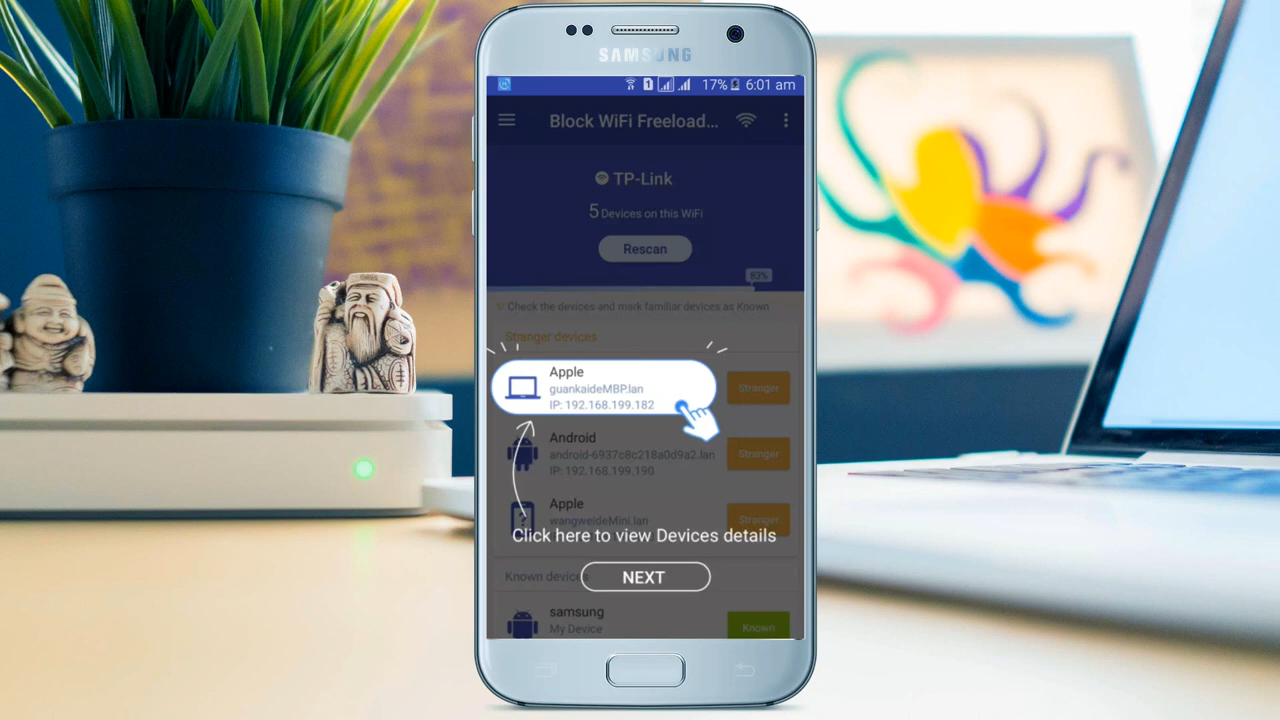 SAMSUNG
1
17%
6:01 am
Block WiFi Freeload...
TP-Link
5 Devices on this WiFi
Rescan
83%
Check the devices and mark familiar devices as Known
Stranger devices
Apple
guankaideMBP.lan
IP: 192.168.199.182
Stranger
Android
android-6937c8c218a0d9a2.lan
IP: 192.168.199.190
Stranger
Apple
wangweideMini.lan
Stranger
Click here to view Devices details
Known devices
NEXT
samsung
My Device
Known